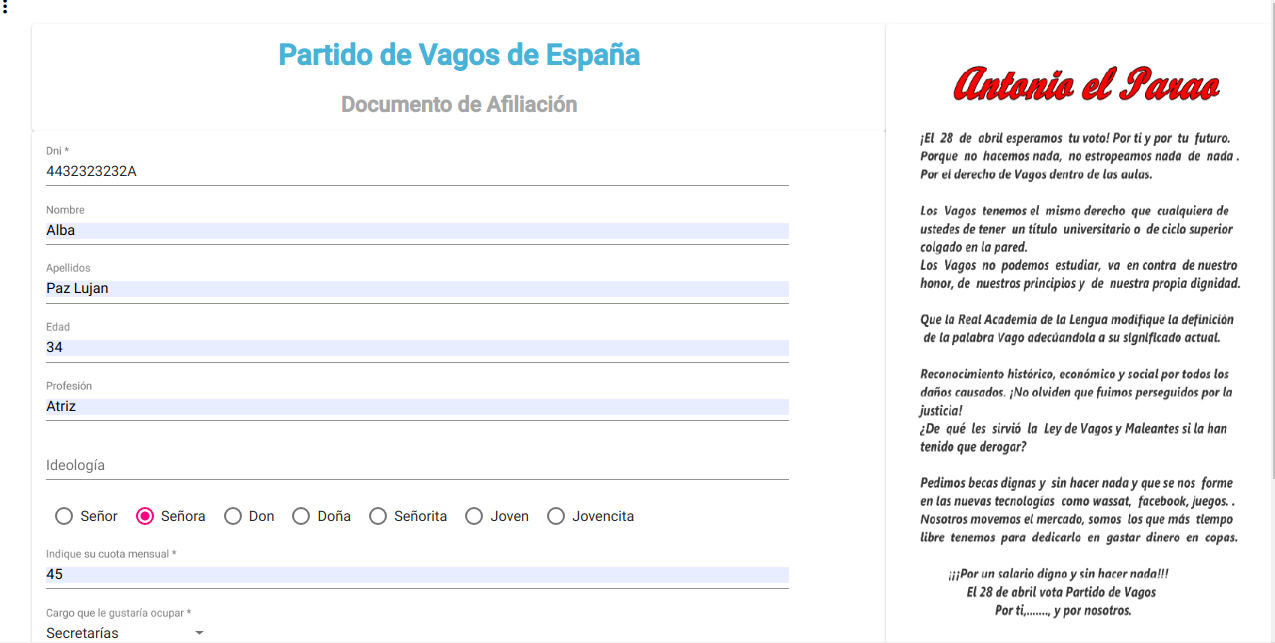 Partido de Vagos de España
Documento de Afiliación
Dni *
4432323232A
Nombre
Alba
Apellidos
Paz Lujan
Edad
34
Profesión
Atriz
Ideología
Señor Señora Don Doña Señorita Joven Jovencita
Indique su cuota mensual *
45
Cargo que le gustaría ocupar *
Secretarías
Antonio el Parao
¡El 28 de abril esperamos tu voto! Por ti y por tu futuro.
Porque no hacemos nada, no estropeamos nada de nada .
Por el derecho de Vagos dentro de las aulas.
Los Vagos tenemos el mismo derecho que cualquiera de
ustedes de tener un título universitario o de ciclo superior
colgado en la pared.
Los Vagos no podemos estudiar, va en contra de nuestro
honor, de nuestros principios y de nuestra propia dignidad.
Que la Real Academia de la Lengua modifique la definición
de la palabra Vago adecúandola a su significado actual.
Reconocimiento histórico, económico y social por todos los
daños causados. ¡No olviden que fuimos perseguidos por la
justicia!
¿De qué les sirvió la Ley de Vagos y Maleantes si la han
tenido que derogar?
Pedimos becas dignas y sin hacer nada y que se nos forme
en las nuevas tecnologías como wassat, facebook, juegos. .
Nosotros movemos el mercado, somos los que más tiempo
libre tenemos para dedicarlo en gastar dinero en copas.
¡¡¡Por un salario digno y sin hacer nada!!!
El 28 de abril vota Partido de Vagos
Por ti,......., y por nosotros.